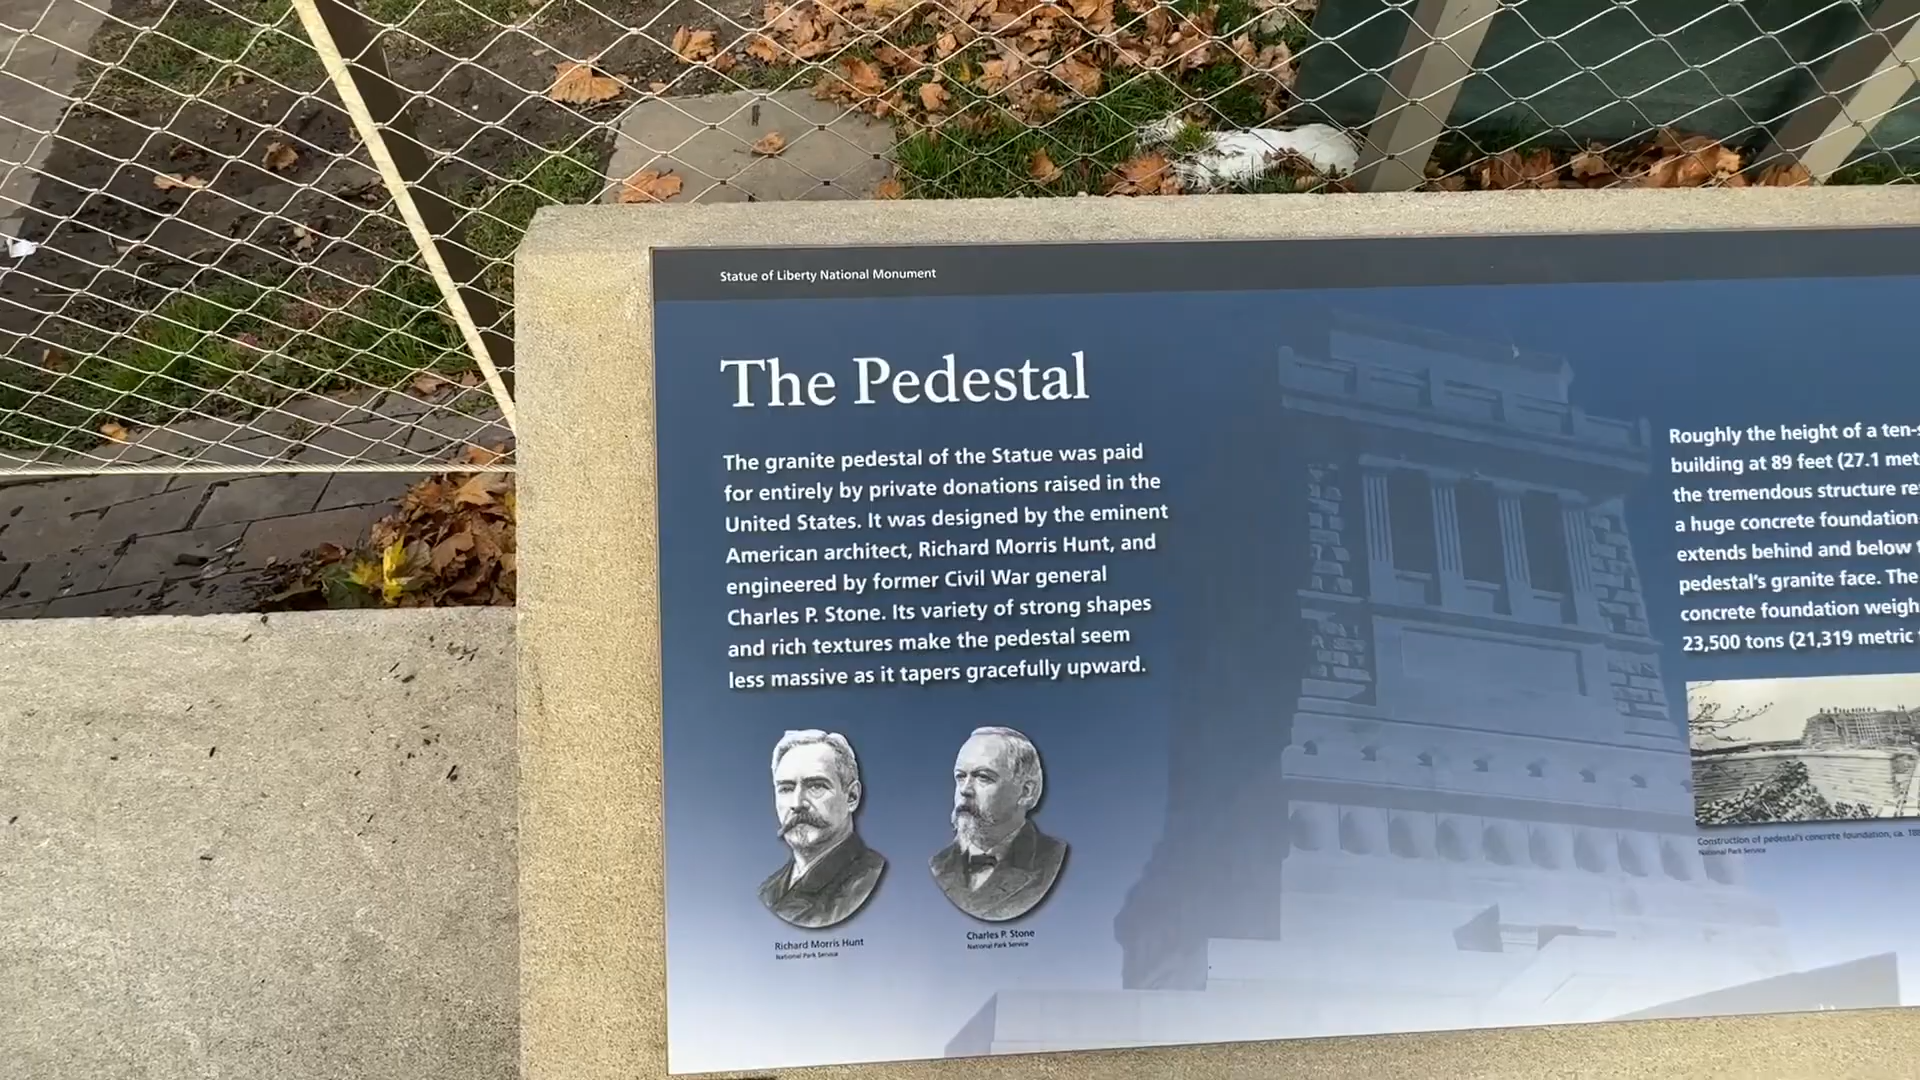 Statue of Liberty National Monument
The Pedestal
The granite pedestal of the Statue was paid
for entirely by private donations raised in the
United States. It was designed by the eminent
American architect, Richard Morris Hunt, and
engineered by former Civil War general
Charles P. Stone. Its variety of strong shapes
and rich textures make the pedestal seem
less massive as it tapers gracefully upward.
Richard Morris Hunt
National Park Service
Charles P. Stone
National Park Service
Roughly the height of a ten-
building at 89 feet (27.1
the tremendous structure
a huge concrete foundation
extends behind and below
pedestal's granite face. The
concrete foundation
23,500 tons (21,319 metric
Construction of pedestal's concrete foundation, ca.
National Park Service